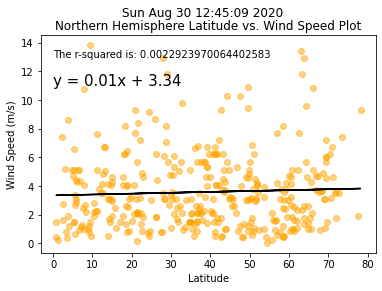 Sun Aug 30 12:45:09 2020
Northern Hemisphere Latitude vs. Wind Speed Plot
14
The r-squared is: 0.0022923970064402583
12
y = 0.01x + 3.34
10
8
6
4
2
0
Wind Speed (m/s)
0 10 20 30 40 50 60 70 80
Latitude